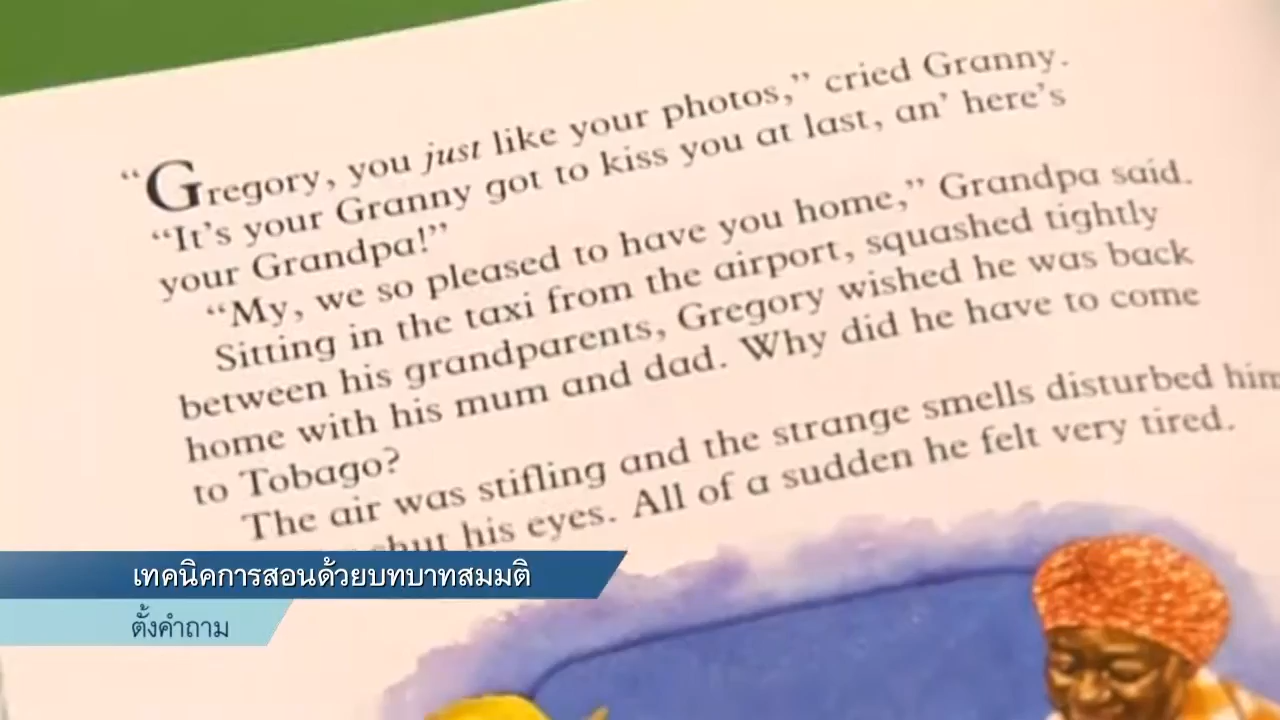 “Gregory, you just like your photos,” cried Granny.
“It’s your Granny got to kiss you at last, an’ here’s
your Grandpa!”
“My, we so pleased to have you home,” Grandpa said.
Sitting in the taxi from the airport, squashed tightly
between his grandparents, Gregory wished he was back
home with his mum and dad. Why did he have to come
to Tobago?
The air was stifling and the strange smells disturbed him
shut his eyes. All of a sudden he felt very tired.
เทคนิคการสอนด้วยบทบาทสมมติ
ตั้งคำถาม